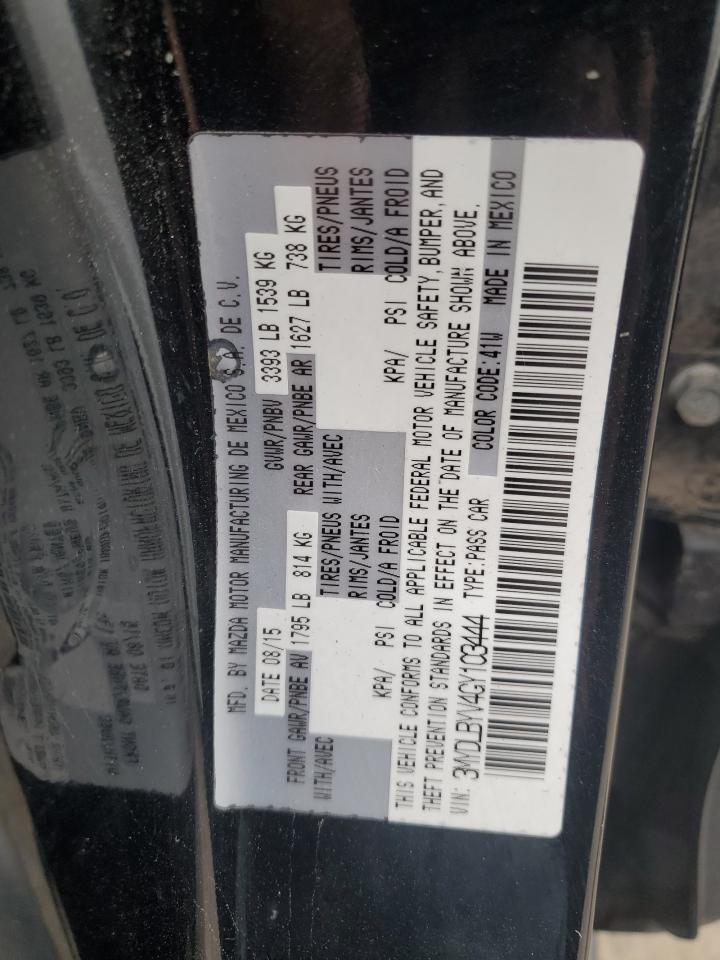 MFD. BY MAZDA MOTOR MANUFACTURING DE MEXICO S.A. DE C.V.
DATE 08/15 GVWR/PNBV 3393 LB 1539 KG
FRONT GAWR/PNBE AV 1795 LB 814 KG REAR GAWR/PNBE AR 1627 LB 738 KG
WITH/AVEC TIRES/PNEUS WITH/AVEC TIRES/PNEUS
RIMS/JANTES RIMS/JANTES
KPA/ PSI COLD/A FROID KPA/ PSI COLD/A FROID
THIS VEHICLE CONFORMS TO ALL APPLICABLE FEDERAL MOTOR VEHICLE SAFETY, BUMPER, AND
THEFT PREVENTION STANDARDS IN EFFECT ON THE DATE OF MANUFACTURE SHOWN ABOVE.
VIN: 3MYDLBYV4GY103444 TYPE:PASS CAR COLOR CODE:41W MADE IN MEXICO